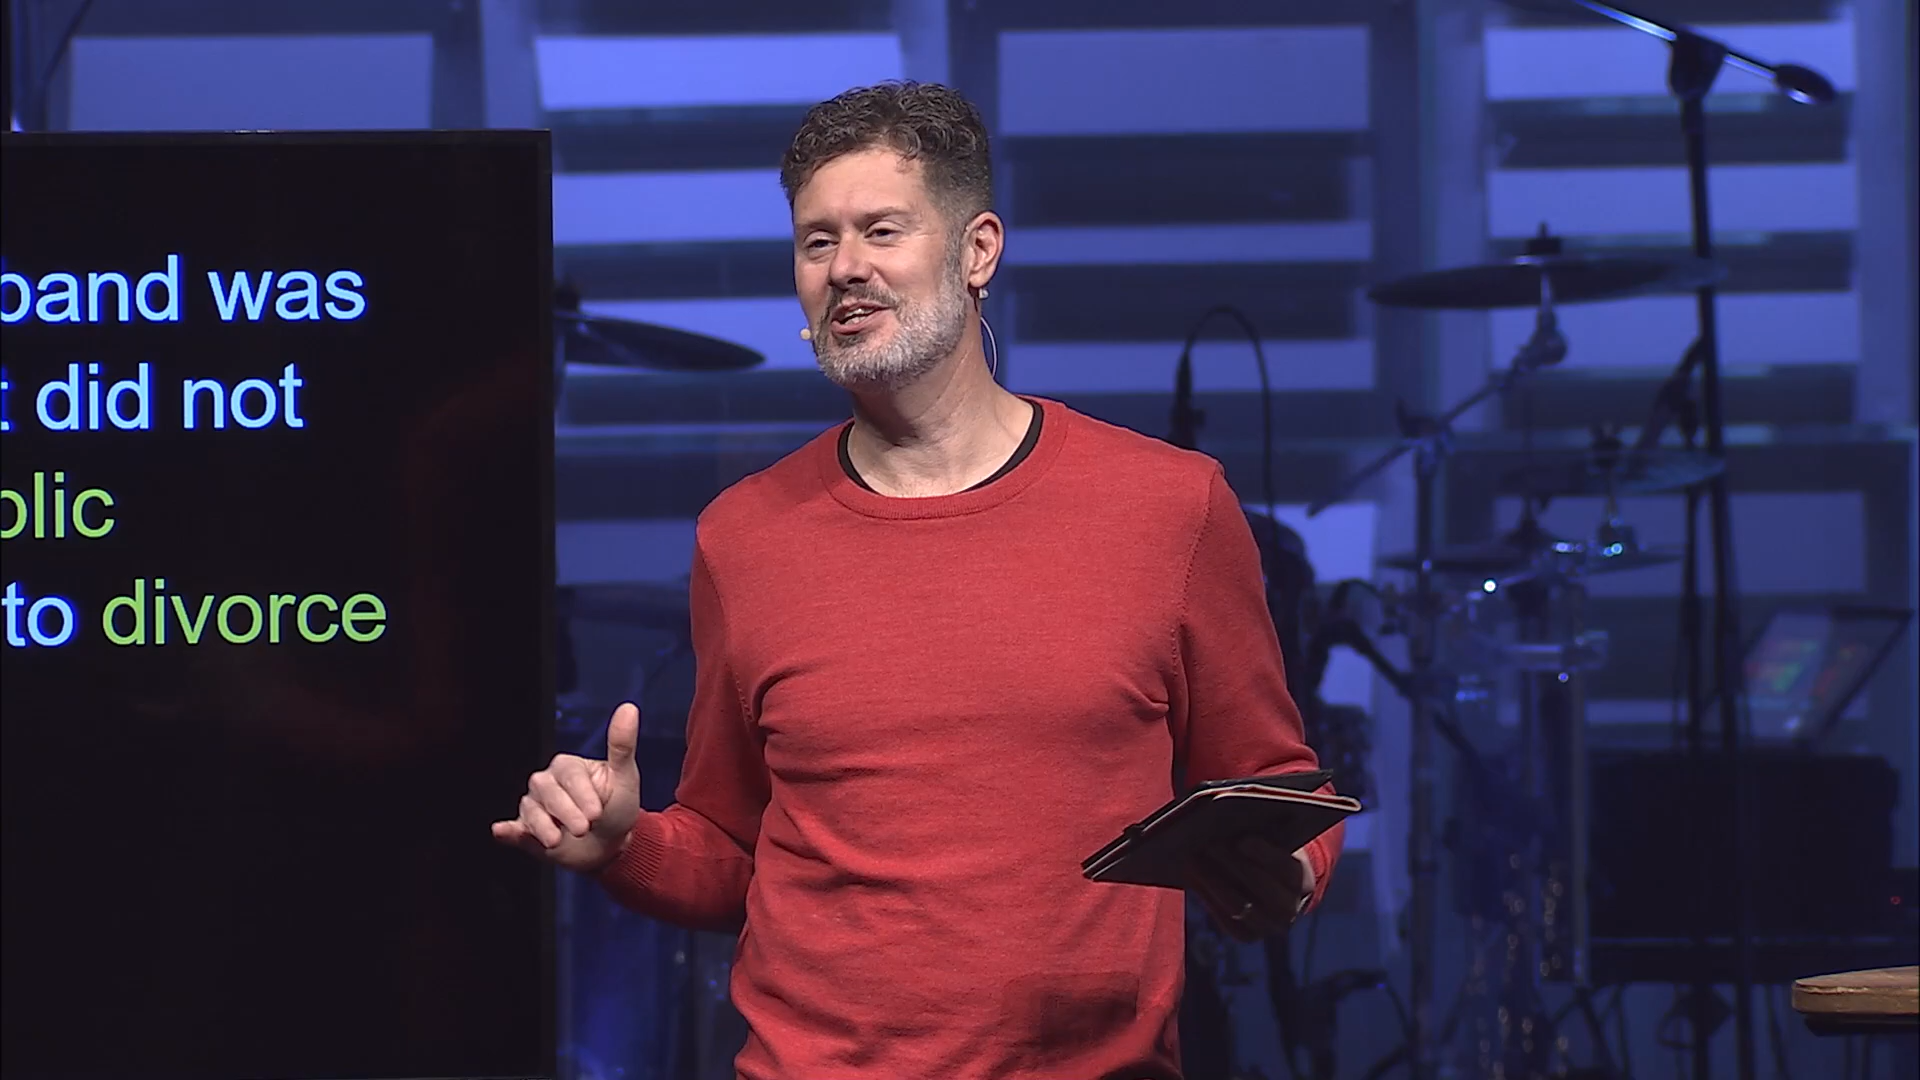 band was
t did not
blic
to divorce